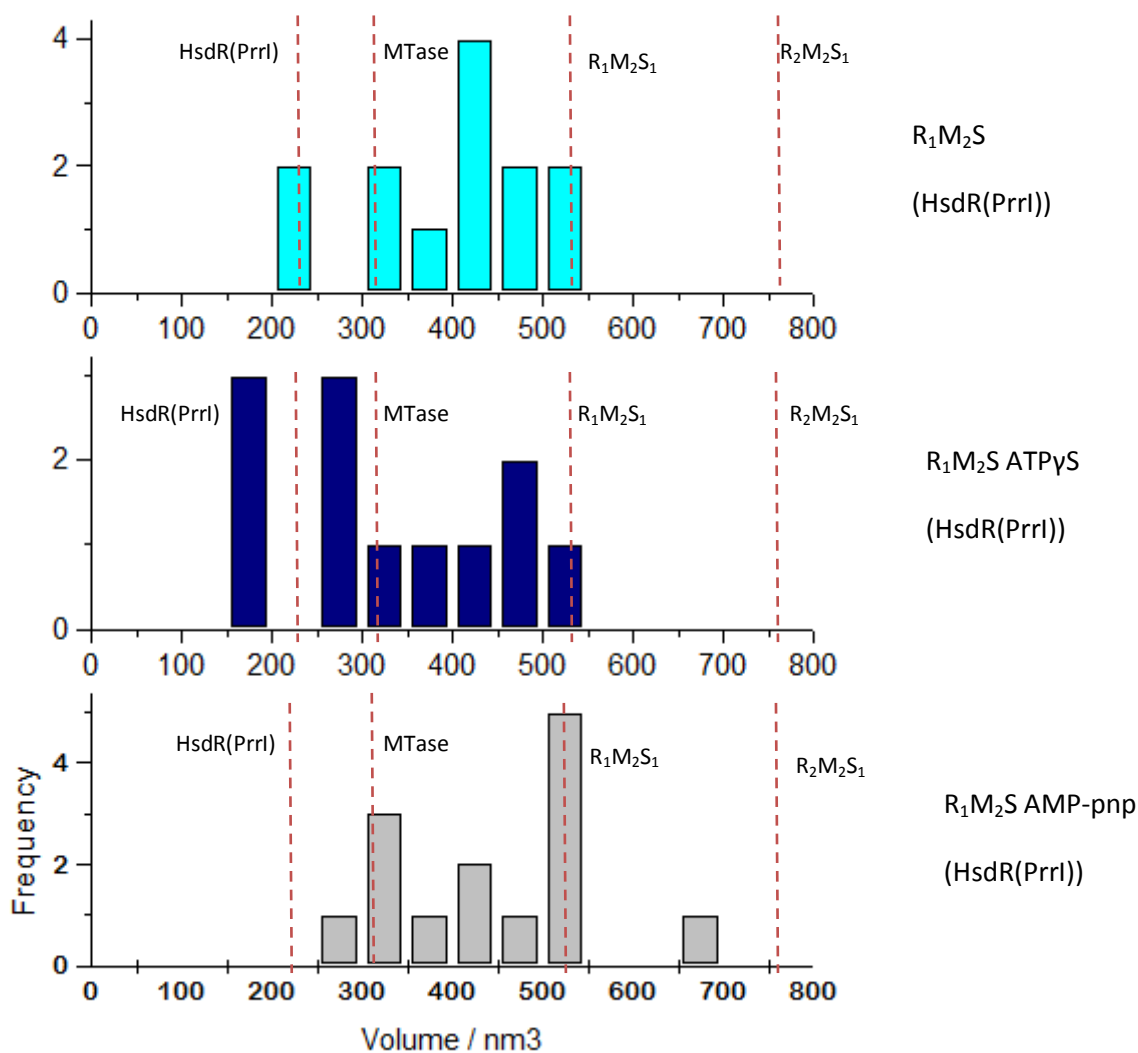 HsdR(PrrI) MTase R₁M₂S₁ R₂M₂S₁
4
2
0
0 100 200 300 400 500 600 700 800
R₁M₂S
(HsdR(PrrI))
HsdR(PrrI) MTase R₁M₂S₁ R₂M₂S₁
2
0
0 100 200 300 400 500 600 700 800
R₁M₂S ATPγS
(HsdR(PrrI))
HsdR(PrrI) MTase R₁M₂S₁ R₂M₂S₁
4
2
0
0 100 200 300 400 500 600 700 800
Frequency
Volume / nm3
R₁M₂S AMP-pnp
(HsdR(PrrI))